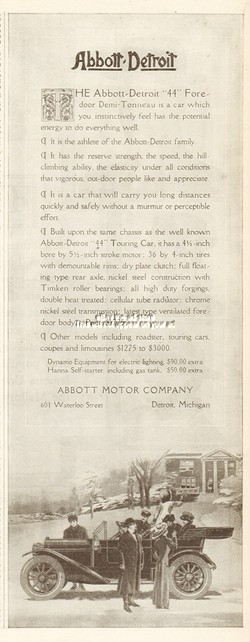 Abbott-Detroit
THE Abbott-Detroit "44" Fore-
door Demi-Tonneau is a car which
you instinctively feel has the potential
energy to do everything well.
¶ It is the athlete of the Abbott-Detroit family.
¶ It has the reserve strength, the speed, the hill-
climbing ability, the elasticity under all conditions
that vigorous, out-door people like and appreciate.
¶ It is a car that will carry you long distances
quickly and safely without a murmur or perceptible
effort.
¶ Built upon the same chassis as the well known
Abbott-Detroit "44" Touring Car, it has a 4½-inch
bore by 5½-inch stroke motor; 36 by 4-inch tires
with demountable rims; dry plate clutch; full float-
ing type rear axle, nickel steel construction with
Timken roller bearings; all high duty forgings,
double heat treated; cellular tube radiator; chrome
nickel steel transmission; latest type ventilated fore-
door body.
¶ Other models including roadster, touring cars,
coupes and limousines $1275 to $3000.
Dynamo Equipment for electric lighting, $90.00 extra
Hanna Self-starter including gas tank, $50.00 extra
ABBOTT MOTOR COMPANY
601 Waterloo Street Detroit, Michigan